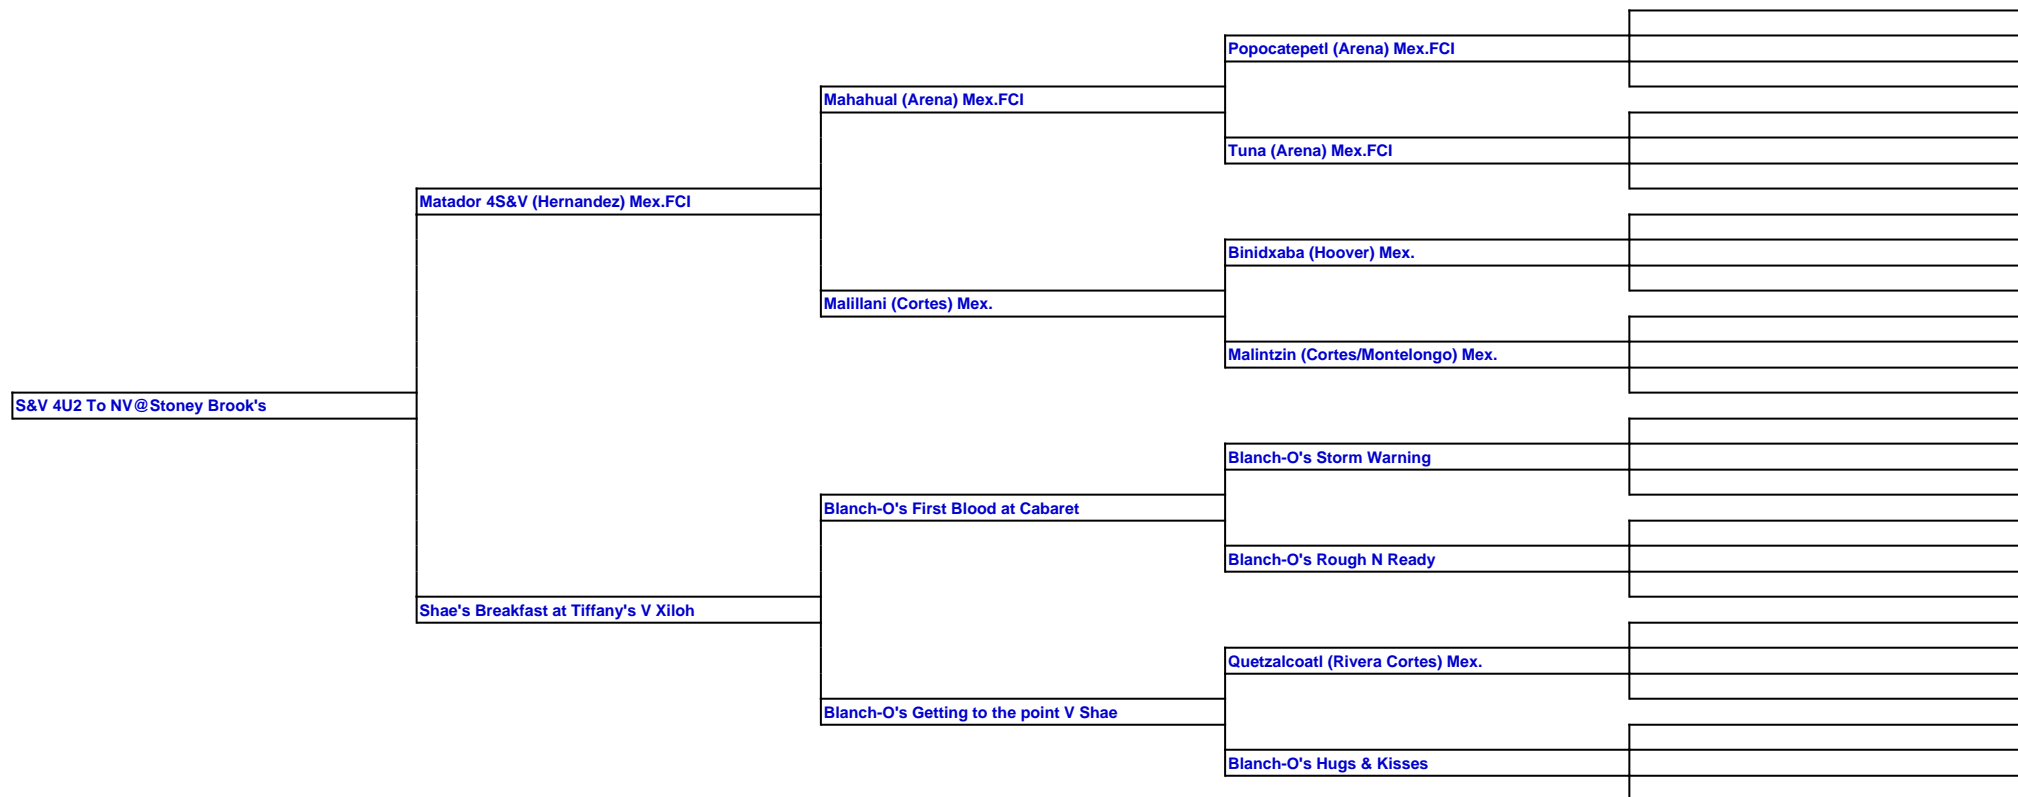 Popocatepetl (Arena) Mex.FCI
Mahahual (Arena) Mex.FCI
Tuna (Arena) Mex.FCI
Matador 4S&V (Hernandez) Mex.FCI
Binidxaba (Hoover) Mex.
Malillani (Cortes) Mex.
Malintzin (Cortes/Montelongo) Mex.
S&V 4U2 To NV@Stoney Brook's
Blanch-O's Storm Warning
Blanch-O's First Blood at Cabaret
Blanch-O's Rough N Ready
Shae's Breakfast at Tiffany's V Xiloh
Quetzalcoatl (Rivera Cortes) Mex.
Blanch-O's Getting to the point V Shae
Blanch-O's Hugs & Kisses